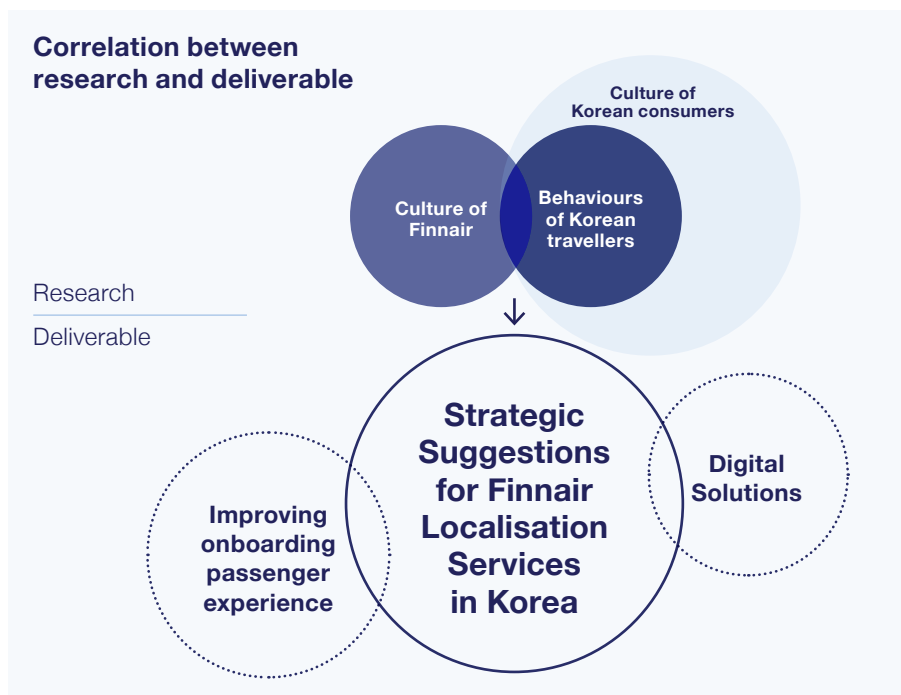 Correlation between
research and deliverable
Culture of
Korean consumers
Culture of
Finnair
Behaviours
of Korean
travellers
Research
Deliverable
Strategic
Suggestions
for Finnair
Localisation
Services
in Korea
Digital
Solutions
Improving
onboarding
passenger
experience